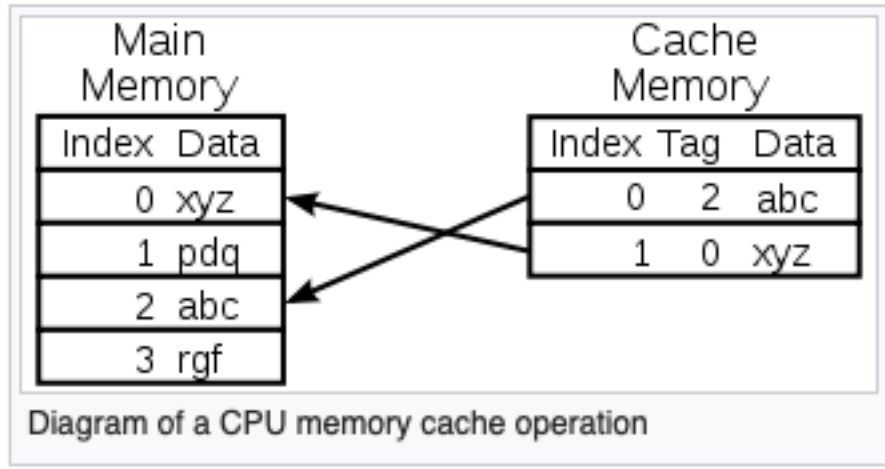 Main
Memory
Index Data
0 xyz
1 pdq
2 abc
3 rgf
Cache
Memory
Index Tag Data
0 2 abc
1 0 xyz
Diagram of a CPU memory cache operation